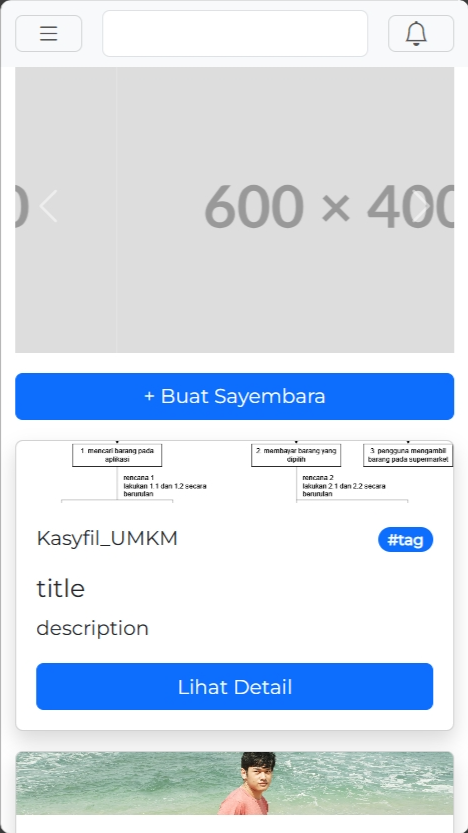 0
600 × 400
+ Buat Sayembara
1. mencari barang pada
aplikasi
2. membayar barang yang
dipilih
3. pengguna mengambil
barang pada supermarket
rencana 1
lakukan 1.1 dan 1.2 secara
berurutan
rencana 2
lakukan 2.1 dan 2.2 secara
berurutan
Kasyfil_UMKM
#tag
title
description
Lihat Detail